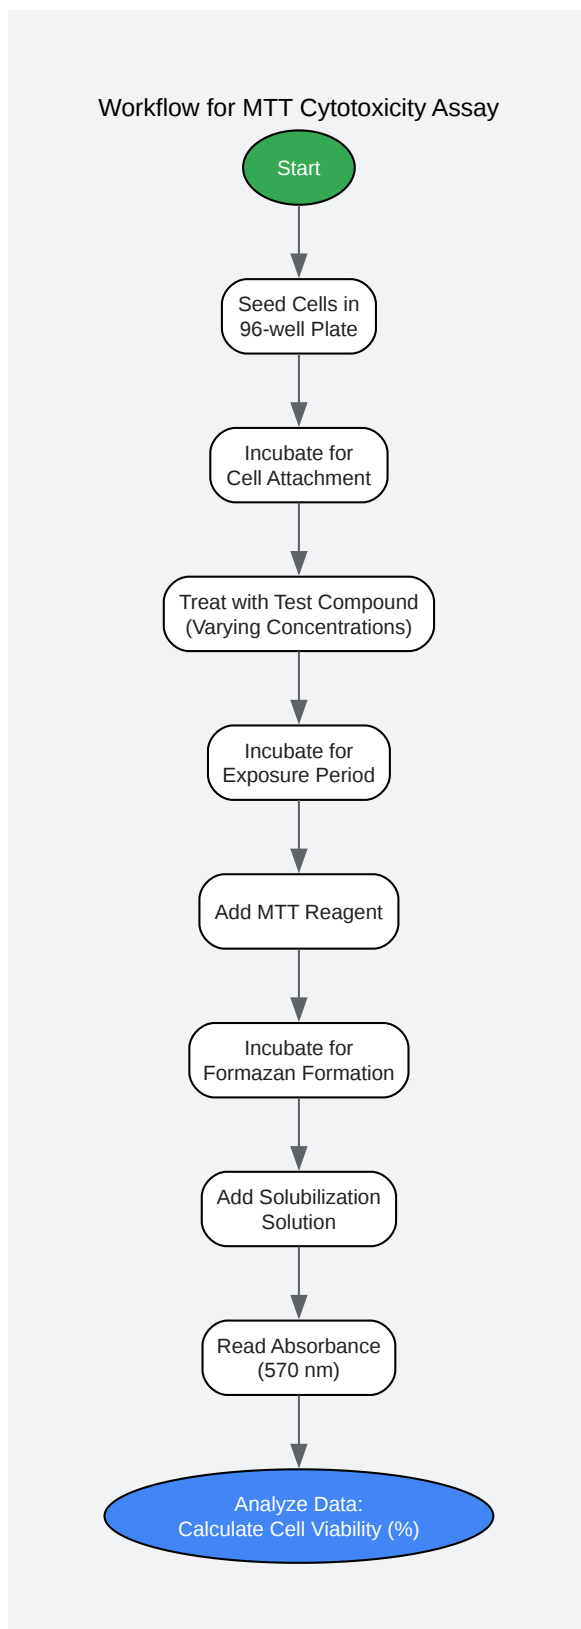 Workflow for MTT Cytotoxicity Assay
Start
Seed Cells in
96-well Plate
Incubate for
Cell Attachment
Treat with Test Compound
(Varying Concentrations)
Incubate for
Exposure Period
Add MTT Reagent
Incubate for
Formazan Formation
Add Solubilization
Solution
Read Absorbance
(570 nm)
Analyze Data:
Calculate Cell Viability (%)